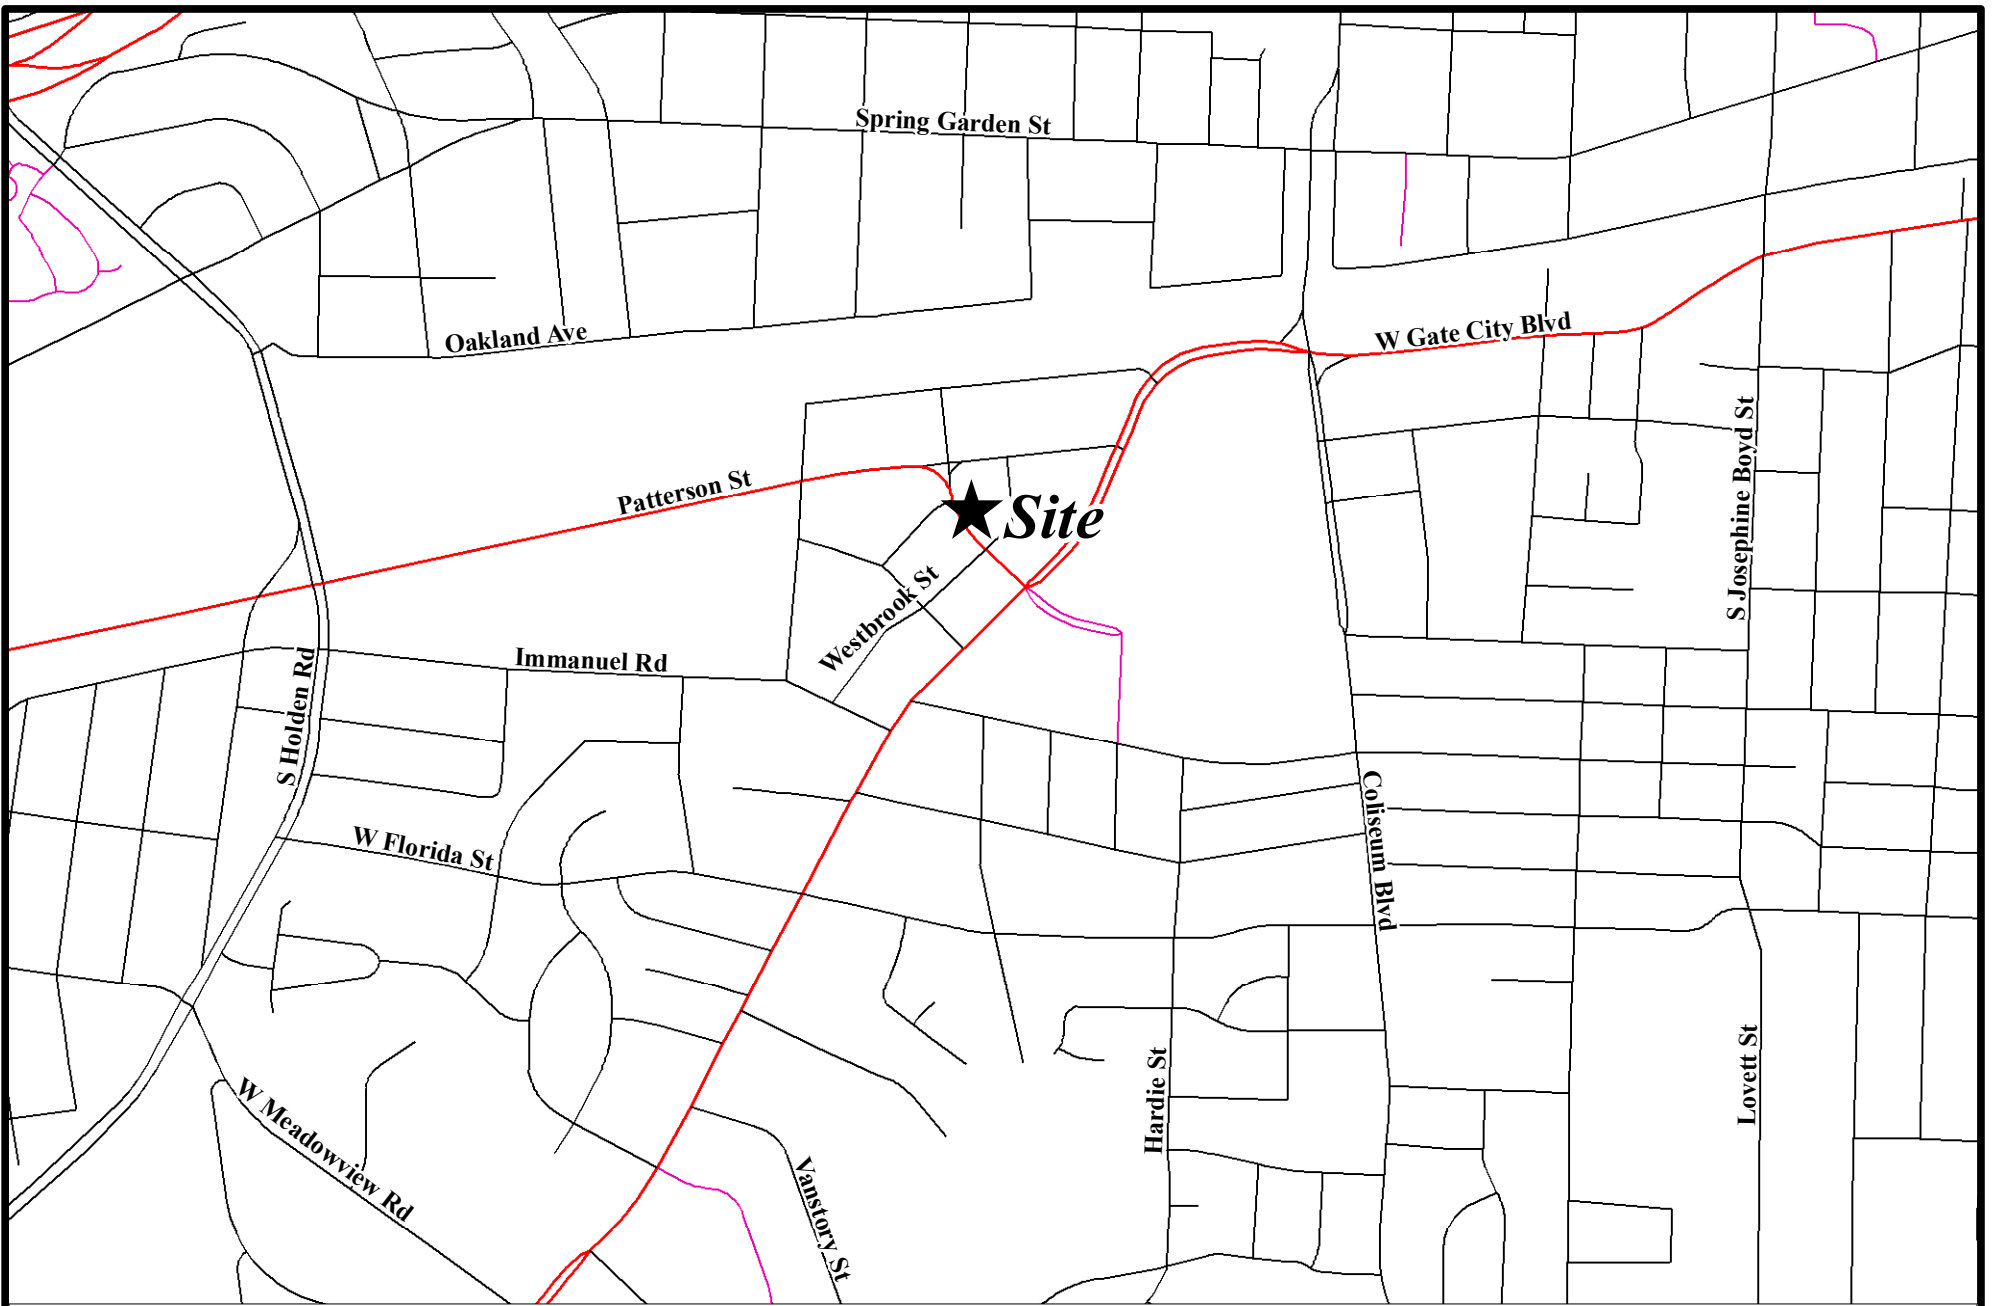 Spring Garden St
Oakland Ave
W Gate City Blvd
Patterson St
S Josephine Boyd St
Site
Westbrook St
Immanuel Rd
S Holden Rd
Coliseum Blvd
W Florida St
Hardie St
Lovett St
W Meadowview Rd
Vanstory St